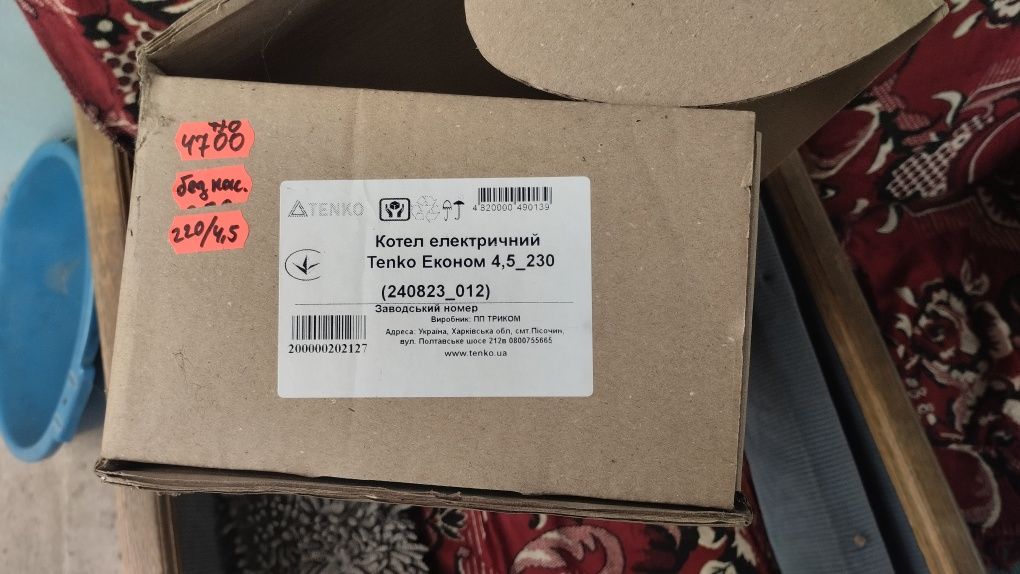 4700
без нас.
220/4,5
TENKO
4 820000 490139
Котел електричний
Tenko Економ 4,5_230
(240823_012)
Заводський номер
Виробник: ПП ТРИКОМ
Адреса: Україна, Харківська обл, смт.Пісочин,
вул. Полтавське шосе 212в 0800755665
www.tenko.ua
200000202127